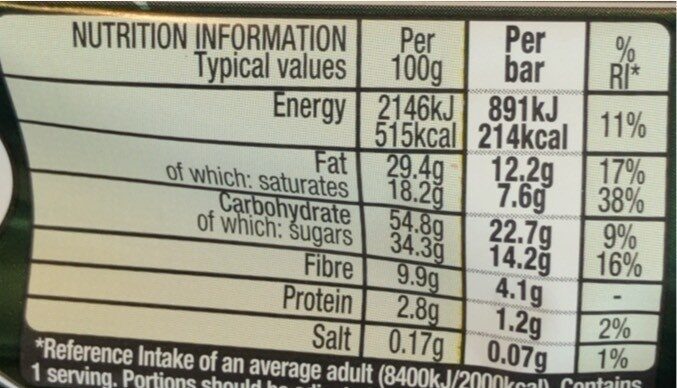 NUTRITION INFORMATION Per Per %
Typical values 100g bar RI*
Energy 2146kJ 891kJ
515kcal 214kcal 11%
Fat 29.4g 12.2g 17%
of which: saturates 18.2g 7.6g 38%
Carbohydrate 54.8g 22.7g 9%
of which: sugars 34.3g 14.2g 16%
Fibre 9.9g 4.1g -
Protein 2.8g 1.2g 2%
Salt 0.17g 0.07g 1%
*Reference Intake of an average adult (8400kJ/2000kcal). Contains
1 serving. Portions should